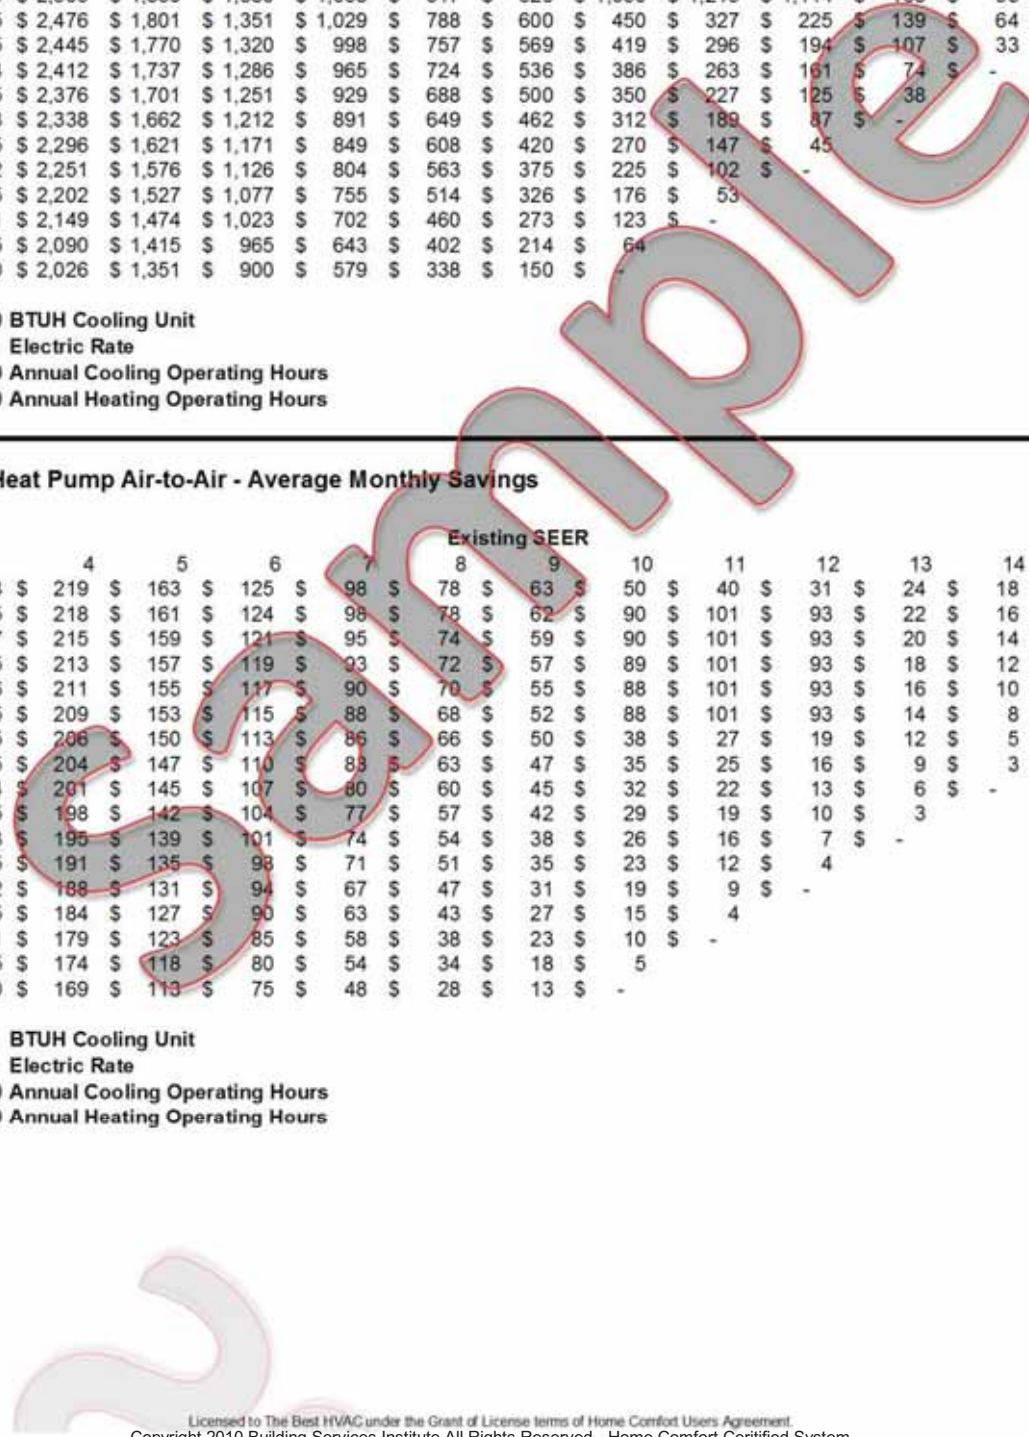 $ 2,476 $ 1,801 $ 1,351 $ 1,029 $ 788 $ 600 $ 450 $ 327 $ 225 $ 139 $ 64
$ 2,445 $ 1,770 $ 1,320 $ 998 $ 757 $ 569 $ 419 $ 296 $ 194 $ 107 $ 33
$ 2,412 $ 1,737 $ 1,286 $ 965 $ 724 $ 536 $ 386 $ 263 $ 161 $ 74 $ -
$ 2,376 $ 1,701 $ 1,251 $ 929 $ 688 $ 500 $ 350 $ 227 $ 125 $ 38
$ 2,338 $ 1,662 $ 1,212 $ 891 $ 649 $ 462 $ 312 $ 189 $ 87 $ -
$ 2,296 $ 1,621 $ 1,171 $ 849 $ 608 $ 420 $ 270 $ 147 $ 45
$ 2,251 $ 1,576 $ 1,126 $ 804 $ 563 $ 375 $ 225 $ 102 $ -
$ 2,202 $ 1,527 $ 1,077 $ 755 $ 514 $ 326 $ 176 $ 53
$ 2,149 $ 1,474 $ 1,023 $ 702 $ 460 $ 273 $ 123 $ -
$ 2,090 $ 1,415 $ 965 $ 643 $ 402 $ 214 $ 64
$ 2,026 $ 1,351 $ 900 $ 579 $ 338 $ 150 $ -
BTUH Cooling Unit
Electric Rate
Annual Cooling Operating Hours
Annual Heating Operating Hours
Heat Pump Air-to-Air - Average Monthly Savings
Existing SEER
4 5 6 7 8 9 10 11 12 13 14
$ 219 $ 163 $ 125 $ 98 $ 78 $ 63 $ 50 $ 40 $ 31 $ 24 $ 18
$ 218 $ 161 $ 124 $ 98 $ 78 $ 62 $ 90 $ 101 $ 93 $ 22 $ 16
$ 215 $ 159 $ 121 $ 95 $ 74 $ 59 $ 90 $ 101 $ 93 $ 20 $ 14
$ 213 $ 157 $ 119 $ 93 $ 72 $ 57 $ 89 $ 101 $ 93 $ 18 $ 12
$ 211 $ 155 $ 117 $ 90 $ 70 $ 55 $ 88 $ 101 $ 93 $ 16 $ 10
$ 209 $ 153 $ 115 $ 88 $ 68 $ 52 $ 88 $ 101 $ 93 $ 14 $ 8
$ 206 $ 150 $ 113 $ 86 $ 66 $ 50 $ 38 $ 27 $ 19 $ 12 $ 5
$ 204 $ 147 $ 110 $ 83 $ 63 $ 47 $ 35 $ 25 $ 16 $ 9 $ 3
$ 201 $ 145 $ 107 $ 80 $ 60 $ 45 $ 32 $ 22 $ 13 $ 6 $ -
$ 198 $ 142 $ 104 $ 77 $ 57 $ 42 $ 29 $ 19 $ 10 $ 3
$ 195 $ 139 $ 101 $ 74 $ 54 $ 38 $ 26 $ 16 $ 7 $ -
$ 191 $ 135 $ 98 $ 71 $ 51 $ 35 $ 23 $ 12 $ 4
$ 188 $ 131 $ 94 $ 67 $ 47 $ 31 $ 19 $ 9 $ -
$ 184 $ 127 $ 90 $ 63 $ 43 $ 27 $ 15 $ 4
$ 179 $ 123 $ 85 $ 58 $ 38 $ 23 $ 10 $ -
$ 174 $ 118 $ 80 $ 54 $ 34 $ 18 $ 5
$ 169 $ 113 $ 75 $ 48 $ 28 $ 13 $ -
BTUH Cooling Unit
Electric Rate
Annual Cooling Operating Hours
Annual Heating Operating Hours
Sample
Licensed to The Best HVAC under the Grant of License terms of Home Comfort Users Agreement.
Copyright 2010 Building Services Institute All Rights Reserved - Home Comfort Ceritified System